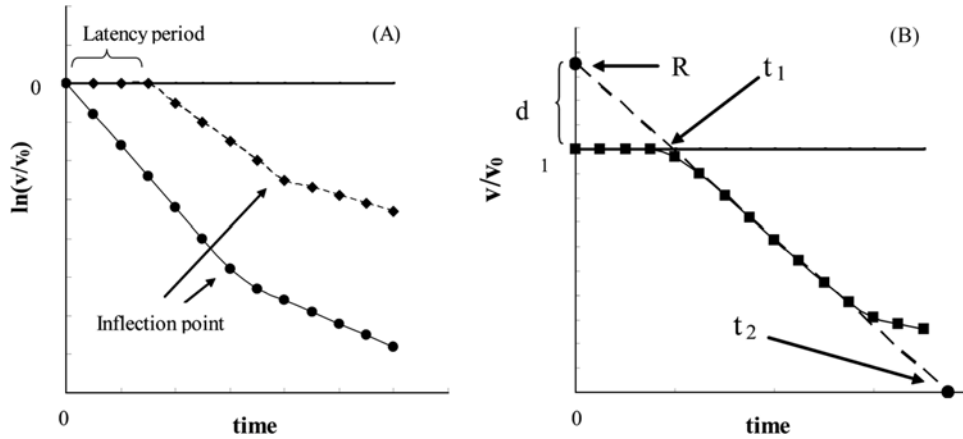 (A)
Latency period
0
ln(v/v₀)
Inflection point
0
time
(B)
R
t₁
d
1
v/v₀
t₂
0
time